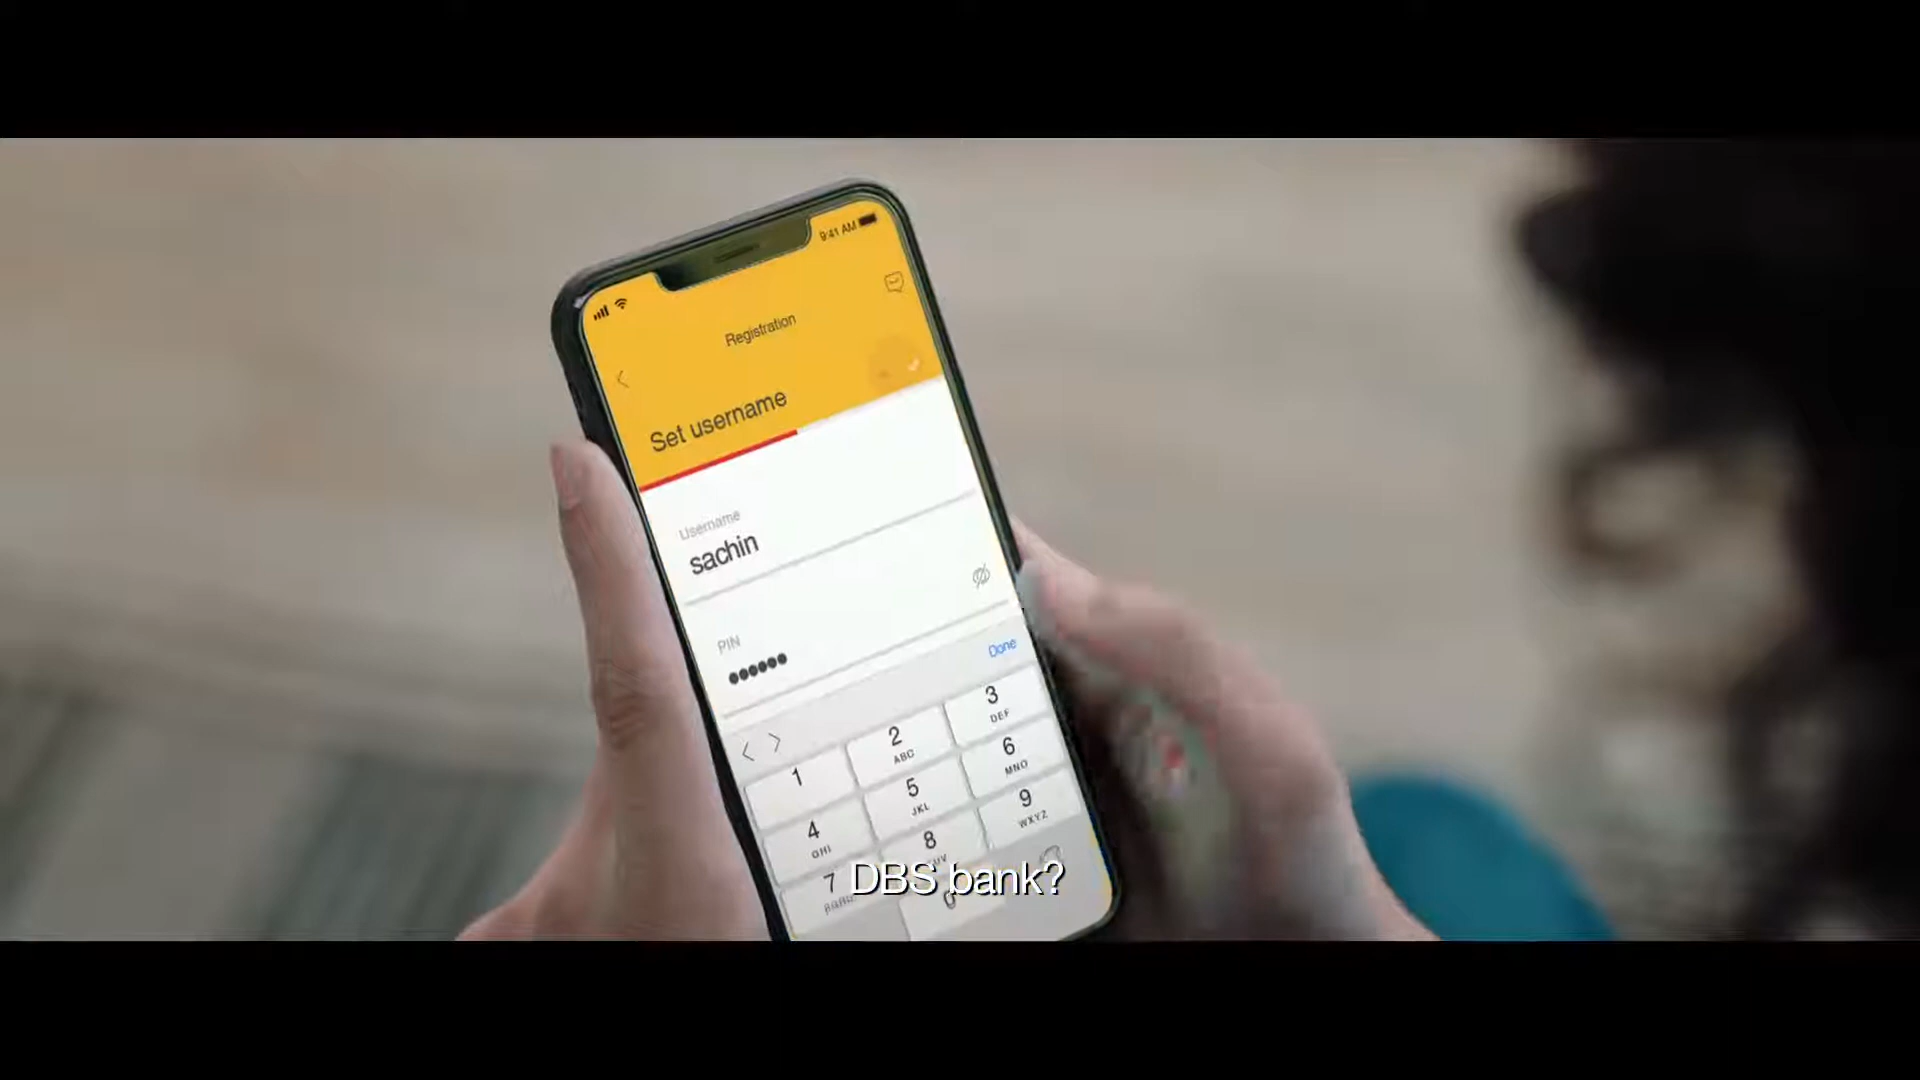 9:41 AM
Registration
Set username
Username
sachin
PIN
●●●●●●
Done
1
2
ABC
3
DEF
4
GHI
5
JKL
6
MNO
7
8
9
WXYZ
0
DBS bank?